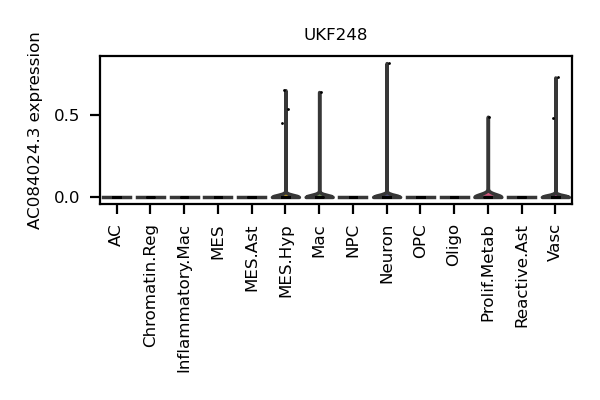 UKF248
AC084024.3 expression
0.5
0.0
AC
Chromatin.Reg
Inflammatory.Mac
MES
MES.Ast
MES.Hyp
Mac
NPC
Neuron
OPC
Oligo
Prolif.Metab
Reactive.Ast
Vasc